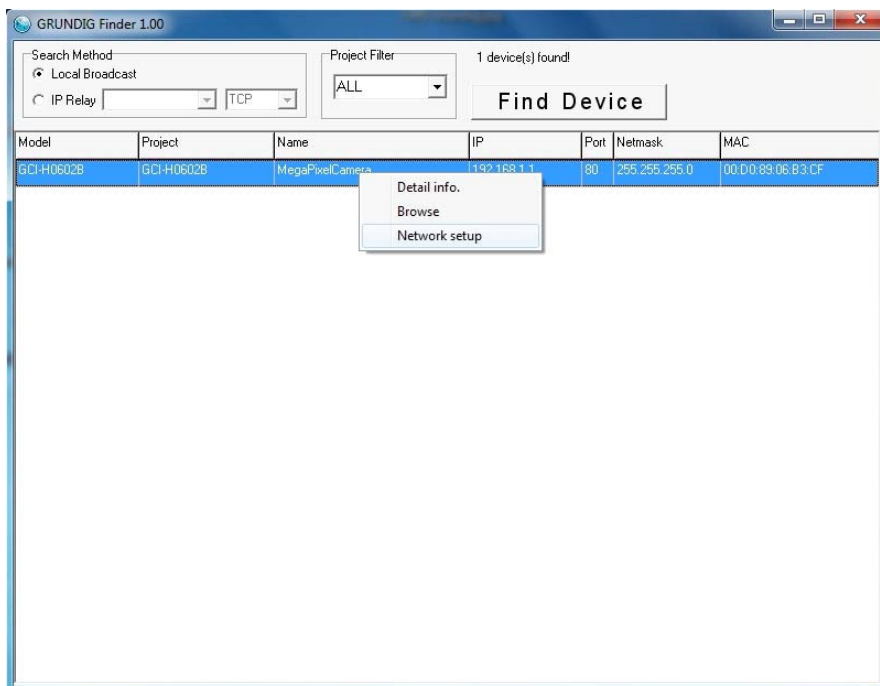 GRUNDIG Finder 1.00
Search Method
Local Broadcast
IP Relay TCP
Project Filter
ALL
1 device(s) found!
Find Device
Model Project Name IP Port Netmask MAC
GCI-H0602B GCI-H0602B MegaPixelCamera 192.168.1.1 80 255.255.255.0 00:D0:89:06:B3:CF
Detail info.
Browse
Network setup